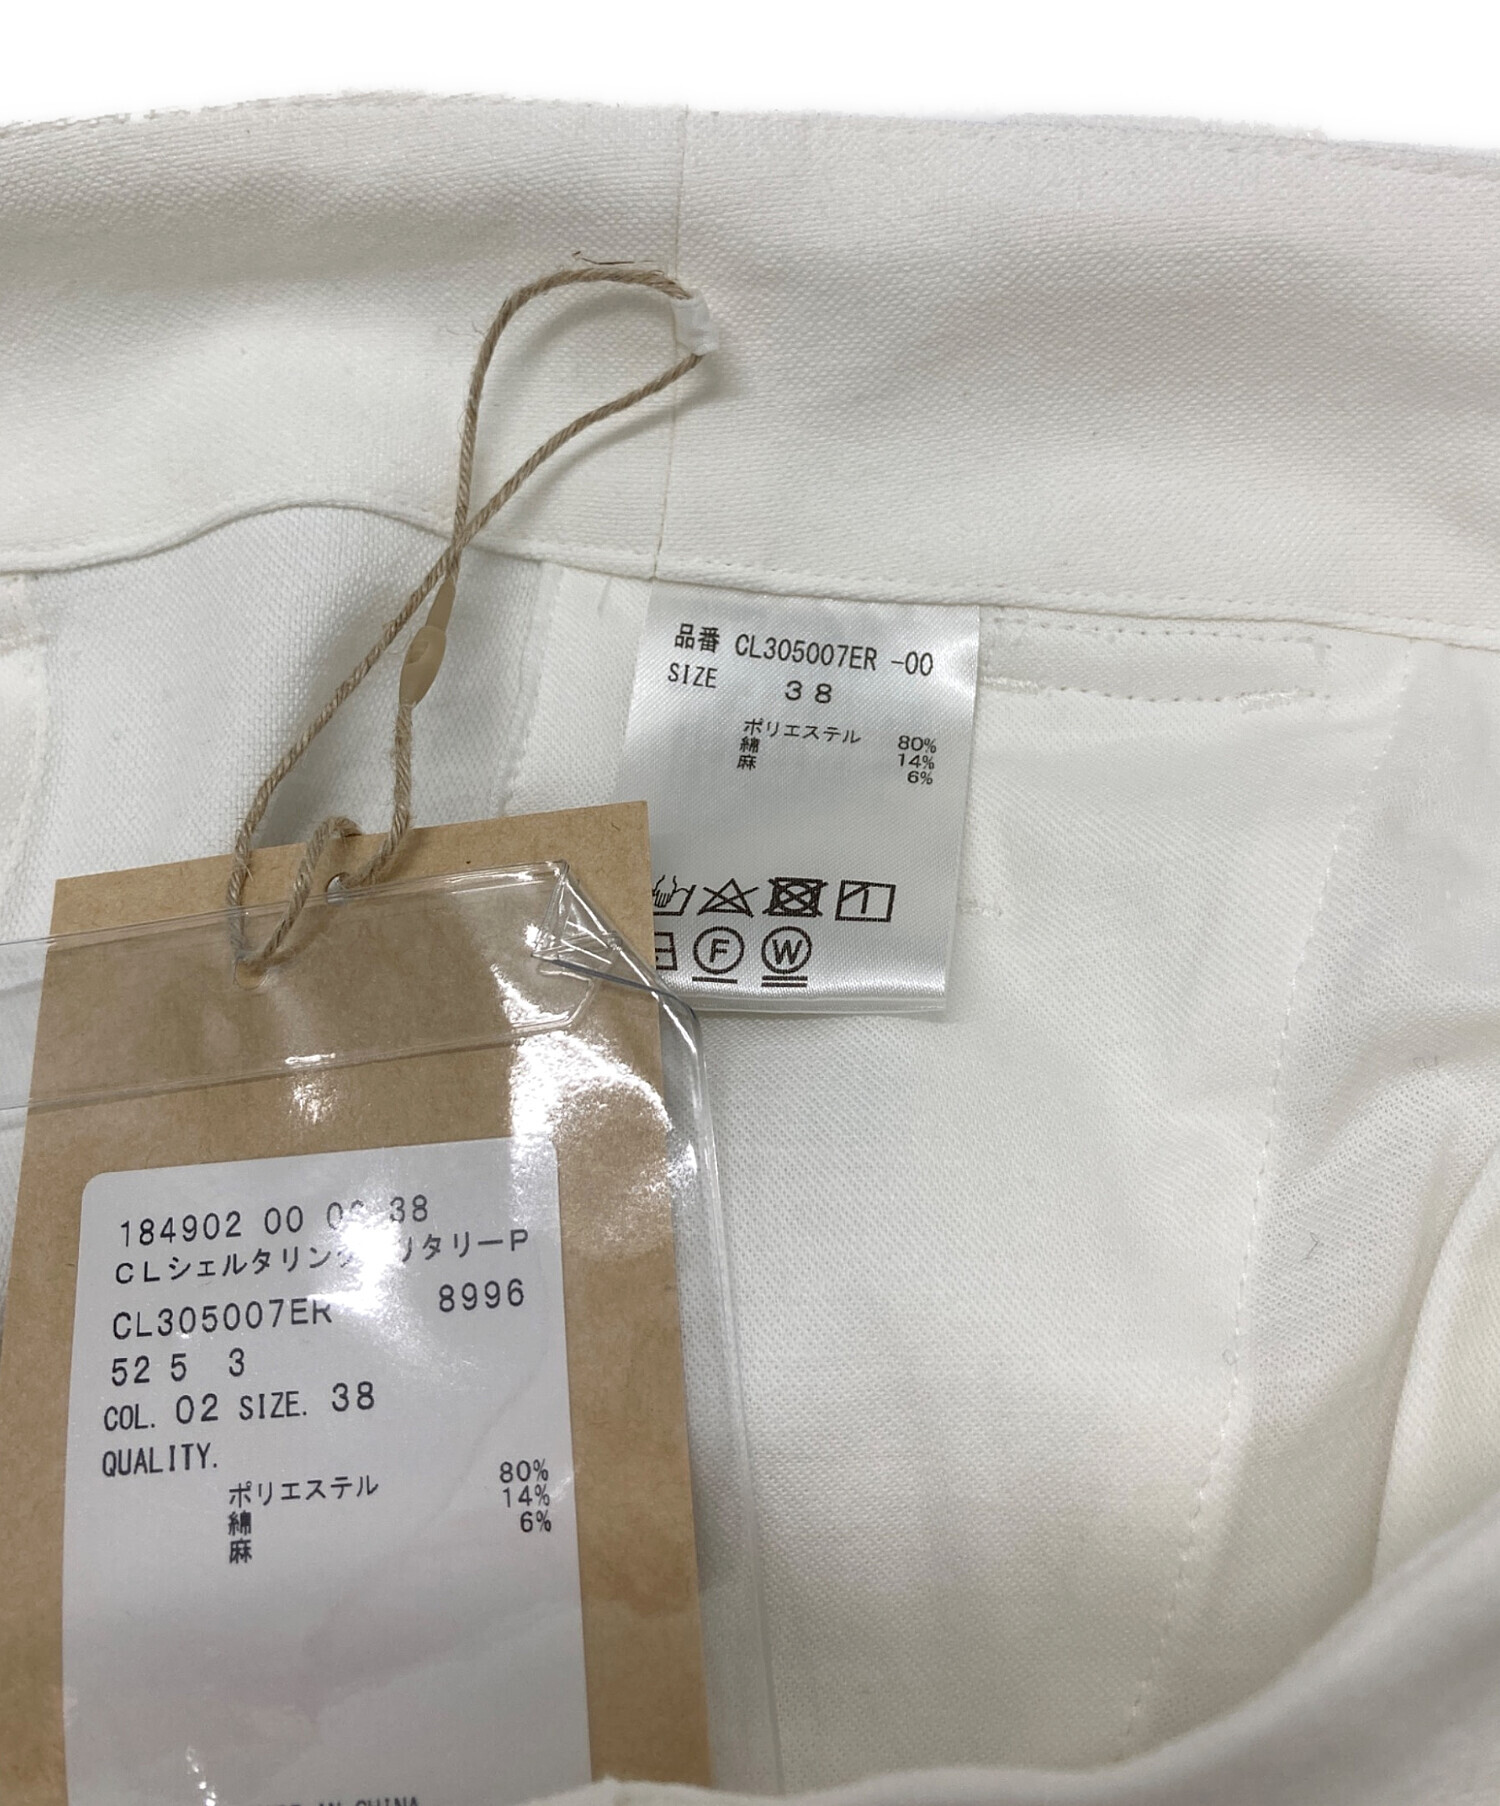 品番 CL305007ER -00
SIZE 38
ポリエステル 80%
綿 14%
麻 6%
F W
184902 00 38
CLシェルタリン タリーP
CL305007ER 8996
52 5 3
COL. 02 SIZE. 38
QUALITY.
ポリエステル 80%
綿 14%
麻 6%
IN CHINA